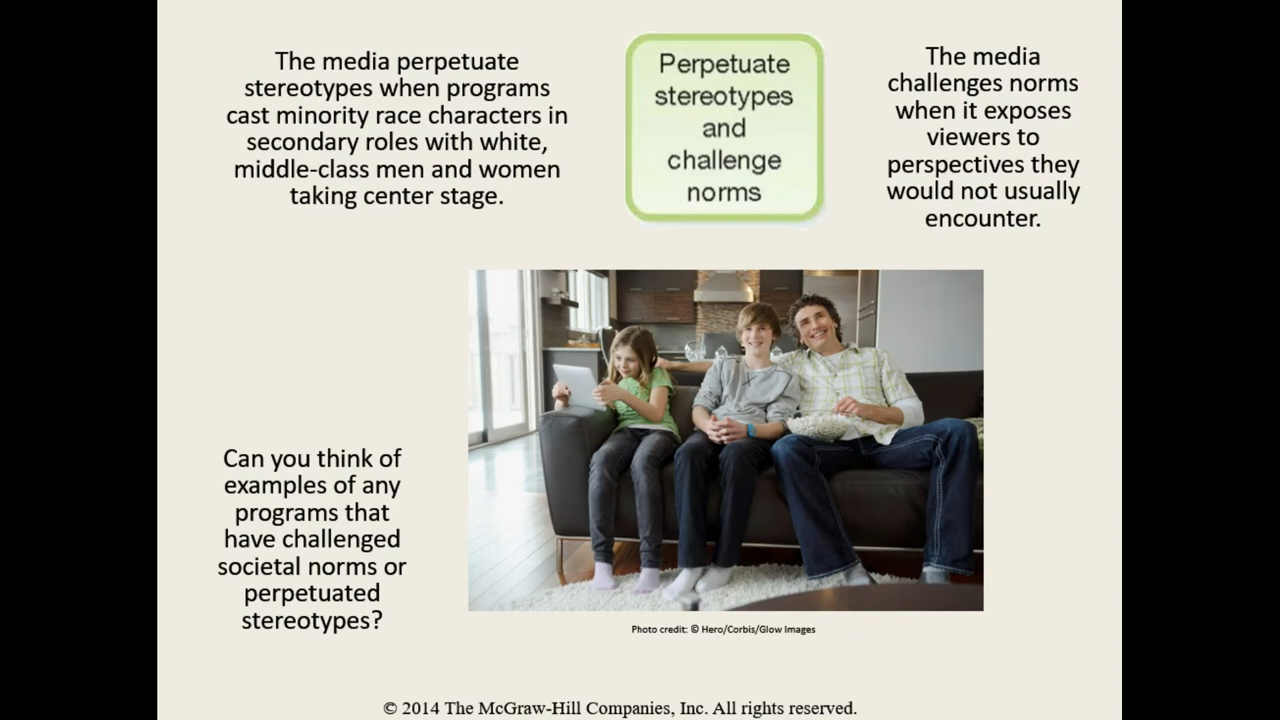 The media perpetuate
stereotypes when programs
cast minority race characters in
secondary roles with white,
middle-class men and women
taking center stage.
Perpetuate
stereotypes
and
challenge
norms
The media
challenges norms
when it exposes
viewers to
perspectives they
would not usually
encounter.
Can you think of
examples of any
programs that
have challenged
societal norms or
perpetuated
stereotypes?
Photo credit: © Hero/Corbis/Glow Images
© 2014 The McGraw-Hill Companies, Inc. All rights reserved.